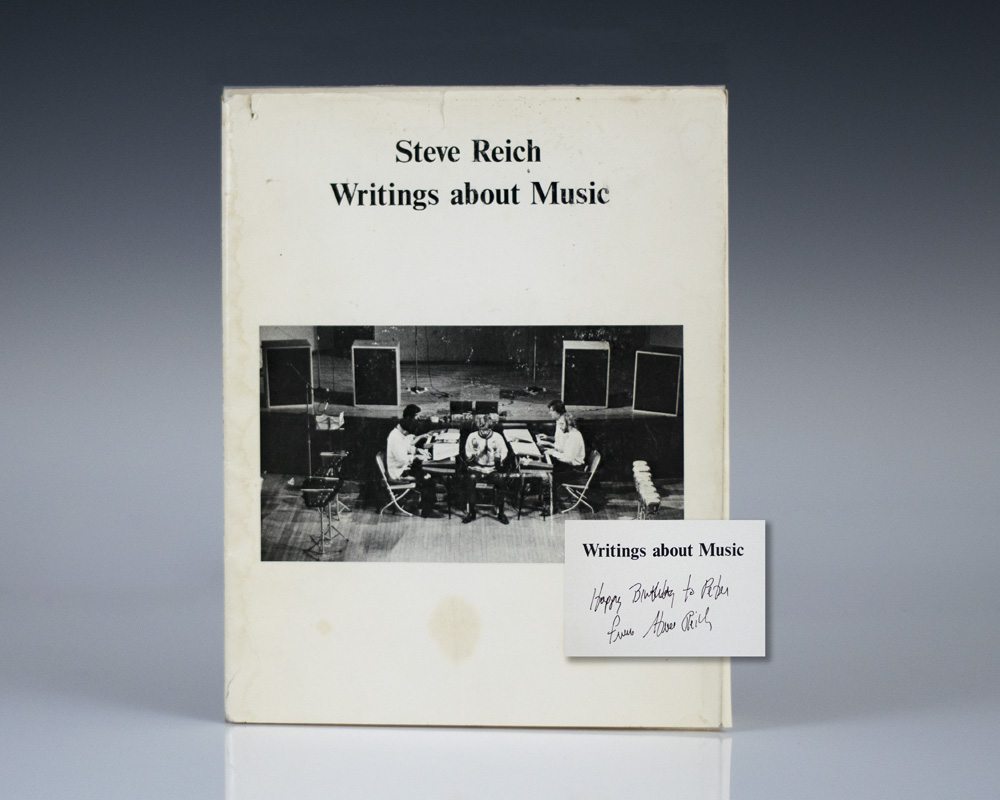 Steve Reich
Writings about Music
Writings about Music
Happy Birthday to Peter
from Steve Reich